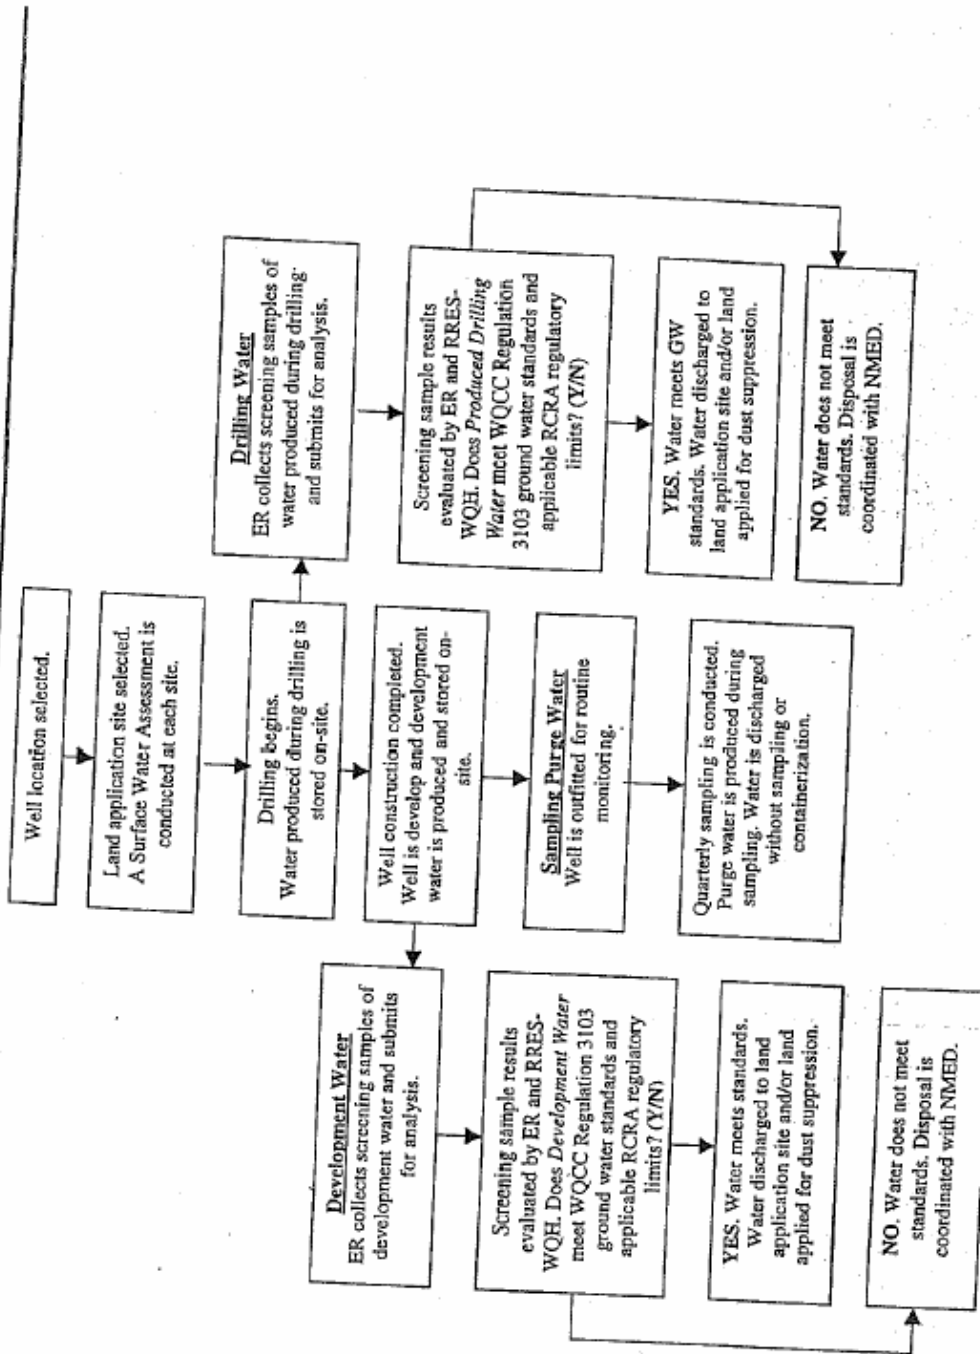 Well location selected.
Land application site selected.
A Surface Water Assessment is
conducted at each site.
Drilling begins.
Water produced during drilling is
stored on-site.
Well construction completed.
Well is develop and development
water is produced and stored on-
site.
Sampling Purge Water
Well is outfitted for routine
monitoring.
Quarterly sampling is conducted.
Purge water is produced during
sampling. Water is discharged
without sampling or
containerization.
Development Water
ER collects screening samples of
development water and submits
for analysis.
Screening sample results
evaluated by ER and RRES-
WQH. Does Development Water
meet WQCC Regulation 3103
ground water standards and
applicable RCRA regulatory
limits? (Y/N)
YES. Water meets standards.
Water discharged to land
application site and/or land
applied for dust suppression.
NO. Water does not meet
standards. Disposal is
coordinated with NMED.
Drilling Water
ER collects screening samples of
water produced during drilling
and submits for analysis.
Screening sample results
evaluated by ER and RRES-
WQH. Does Produced Drilling
Water meet WQCC Regulation
3103 ground water standards and
applicable RCRA regulatory
limits? (Y/N)
YES. Water meets GW
standards. Water discharged to
land application site and/or land
applied for dust suppression.
NO. Water does not meet
standards. Disposal is
coordinated with NMED.